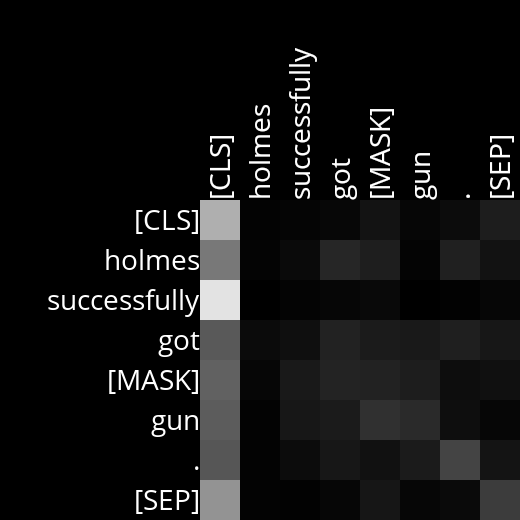 [CLS]
holmes
successfully
got
[MASK]
gun
.
[SEP]
[CLS]
holmes
successfully
got
[MASK]
gun
.
[SEP]